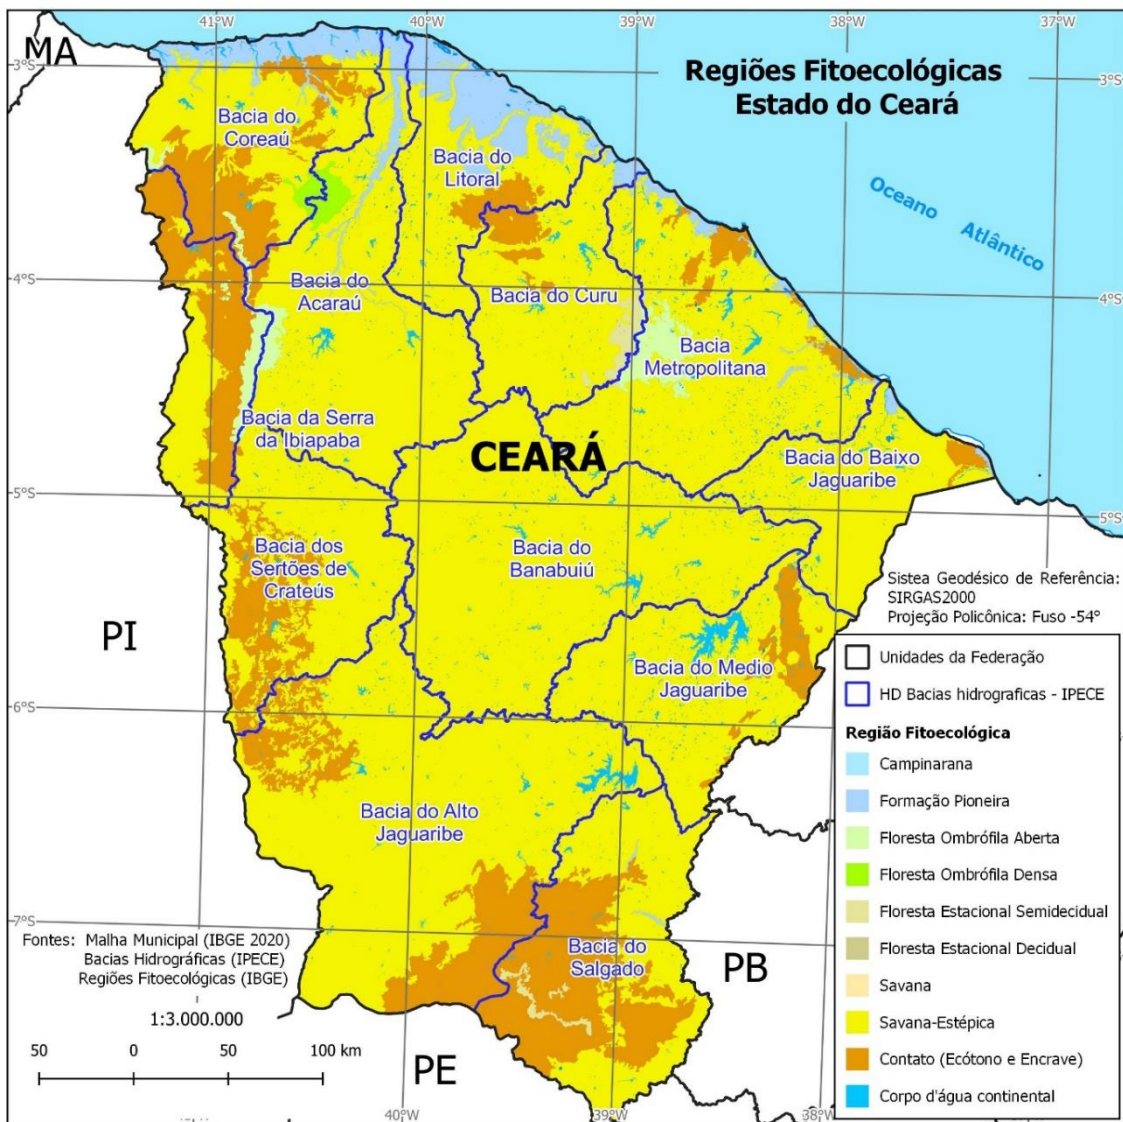 41°W
40°W
39°W
38°W
37°W
MA
3°S
3°S
Regiões Fitoecológicas
Estado do Ceará
Bacia do
Coreaú
Bacia do
Litoral
Oceano Atlântico
4°S
4°S
Bacia do
Acaraú
Bacia do Curu
Bacia
Metropolitana
Bacia da Serra
da Ibiapaba
CEARÁ
Bacia do Baixo
Jaguaribe
5°S
5°S
Bacia dos
Sertões de
Crateús
Bacia do
Banabuiú
Sistea Geodésico de Referência:
SIRGAS2000
Projeção Policônica: Fuso -54°
PI
Bacia do Medio
Jaguaribe
6°S
Unidades da Federação
HD Bacias hidrograficas - IPECE
Região Fitoecológica
Campinarana
Formação Pioneira
Floresta Ombrófila Aberta
Floresta Ombrófila Densa
Floresta Estacional Semidecidual
Floresta Estacional Decidual
Savana
Savana-Estépica
Contato (Ecótono e Encrave)
Corpo d'água continental
Bacia do Alto
Jaguaribe
7°S
Bacia do
Salgado
PB
Fontes: Malha Municipal (IBGE 2020)
Bacias Hidrográficas (IPECE)
Regiões Fitoecológicas (IBGE)
1:3.000.000
50 0 50 100 km
PE
40°W
39°W
38°W